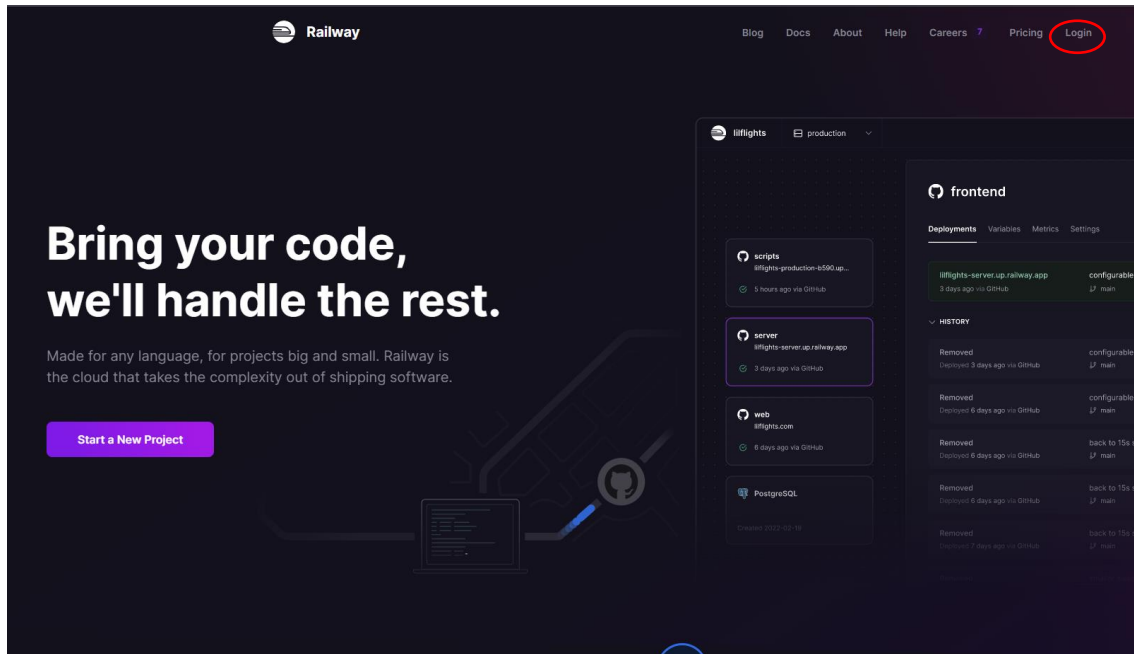 Railway
Blog Docs About Help Careers 7 Pricing Login
Bring your code,
we'll handle the rest.
Made for any language, for projects big and small. Railway is
the cloud that takes the complexity out of shipping software.
Start a New Project
lilflights production
scripts
lilflights-production-b590.up...
5 hours ago via GitHub
server
lilflights-server.up.railway.app
3 days ago via GitHub
web
lilflights.com
6 days ago via GitHub
PostgreSQL
Created 2022-02-19
frontend
Deployments Variables Metrics Settings
lilflights-server.up.railway.app configurable
3 days ago via GitHub main
HISTORY
Removed configurable
Deployed 3 days ago via GitHub main
Removed configurable
Deployed 6 days ago via GitHub main
Removed back to 15s
Deployed 6 days ago via GitHub main
Removed back to 15s
Deployed 6 days ago via GitHub main
Removed back to 15s
Deployed 7 days ago via GitHub main